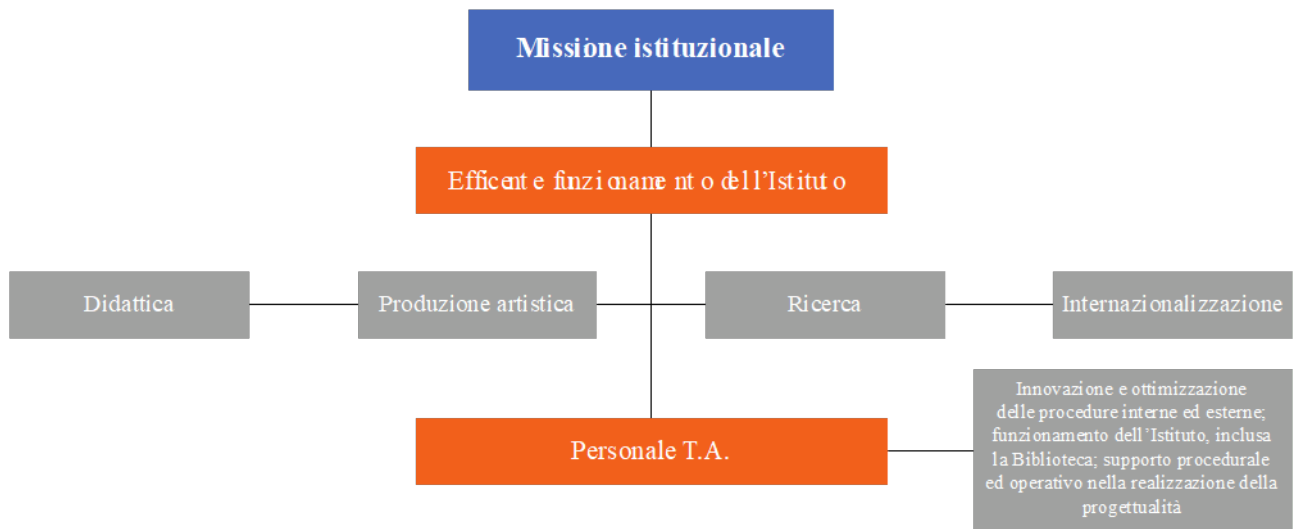 Missione istituzionale
Efficente funzionamento dell'Istituto
Didattica
Produzione artistica
Ricerca
Internazionalizzazione
Innovazione e ottimizzazione
delle procedure interne ed esterne;
funzionamento dell'Istituto, inclusa
la Biblioteca; supporto procedurale
ed operativo nella realizzazione della
progettualità
Personale T.A.